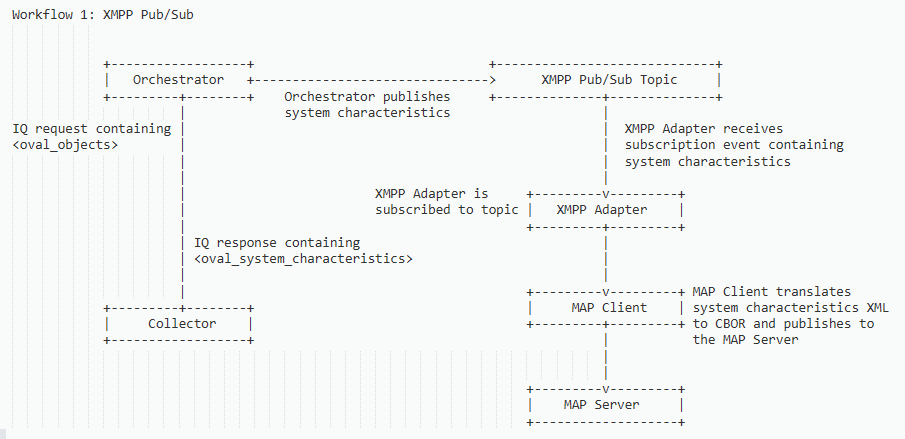 Workflow 1: XMPP Pub/Sub
Orchestrator
XMPP Pub/Sub Topic
Orchestrator publishes
system characteristics
IQ request containing
<oval_objects>
XMPP Adapter receives
subscription event containing
system characteristics
XMPP Adapter is
subscribed to topic
XMPP Adapter
IQ response containing
<oval_system_characteristics>
MAP Client
MAP Client translates
system characteristics XML
to CBOR and publishes to
the MAP Server
Collector
MAP Server